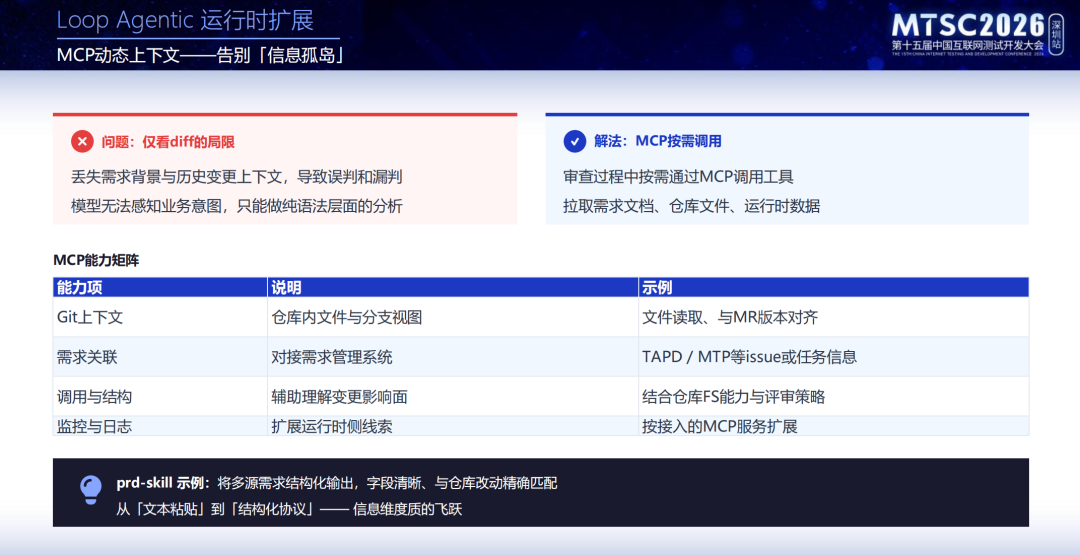 Loop Agentic 运行时扩展
MCP动态上下文——告别「信息孤岛」
MTSC2026
深圳站
第十五届中国互联网测试开发大会
THE 15TH CHINA INTERNET TESTING AND DEVELOPMENT CONFERENCE 2026
问题：仅看diff的局限
丢失需求背景与历史变更上下文，导致误判和漏判
模型无法感知业务意图，只能做纯语法层面的分析
解法：MCP按需调用
审查过程中按需通过MCP调用工具
拉取需求文档、仓库文件、运行时数据
MCP能力矩阵
能力项 说明 示例
Git上下文 仓库内文件与分支视图 文件读取、与MR版本对齐
需求关联 对接需求管理系统 TAPD / MTP等issue或任务信息
调用与结构 辅助理解变更影响面 结合仓库FS能力与评审策略
监控与日志 扩展运行时侧线索 按接入的MCP服务扩展
prd-skill 示例：将多源需求结构化输出，字段清晰、与仓库改动精确匹配
从「文本粘贴」到「结构化协议」—— 信息维度质的飞跃